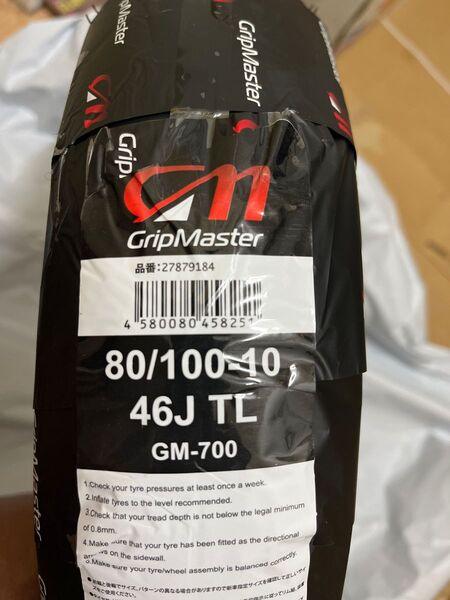 GripMaster
GripMaster
Grip
GripMaster
品番:27879184
4 580080 458251
80/100-10
46J TL
GM-700
1.Check your tyre pressures at least once a week.
2.Inflate tyres to the level recommended.
3.Check that your tread depth is not below the legal minimum
of 0.8mm.
4.Make sure that your tyre has been fitted as the directional
arrows on the sidewall.
5.Make sure your tyre/wheel assembly is balanced correctly.
GripMaster